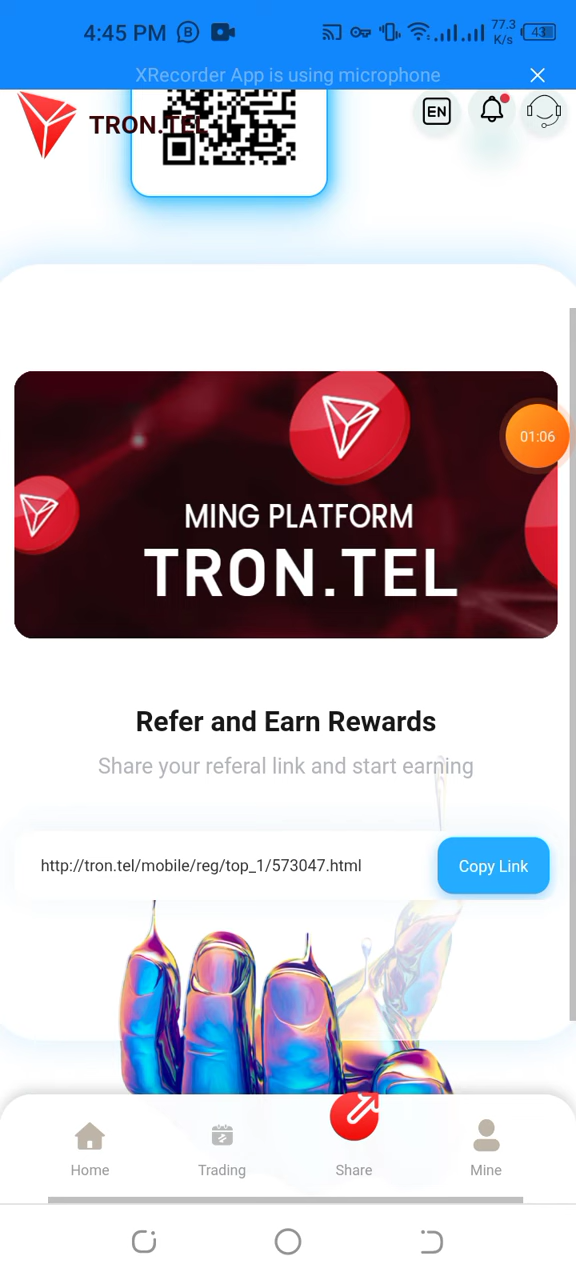 4:45 PM
77.3
K/s
43
XRecorder App is using microphone
TRON.TEL
EN
01:06
MING PLATFORM
TRON.TEL
Refer and Earn Rewards
Share your referal link and start earning
http://tron.tel/mobile/reg/top_1/573047.html
Copy Link
Home
Trading
Share
Mine